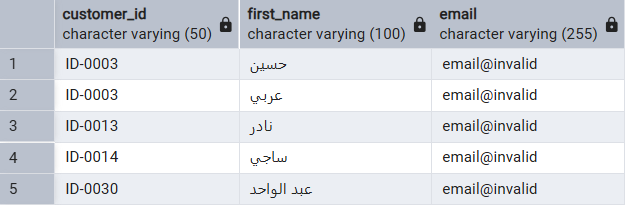 customer_id first_name email
character varying (50) character varying (100) character varying (255)
1 ID-0003 حسين email@invalid
2 ID-0003 عربي email@invalid
3 ID-0013 نادر email@invalid
4 ID-0014 ساجي email@invalid
5 ID-0030 عبد الواحد email@invalid